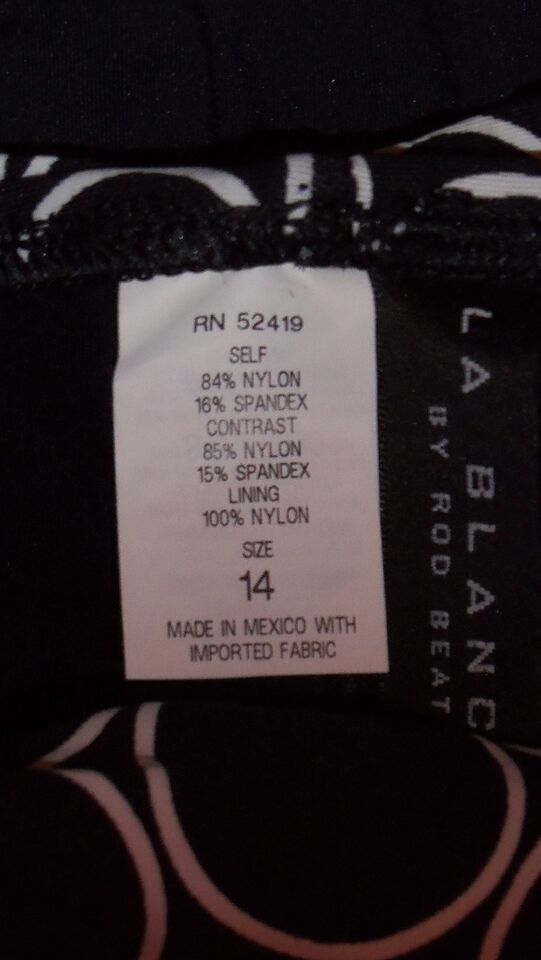 RN 52419
SELF
84% NYLON
16% SPANDEX
CONTRAST
85% NYLON
15% SPANDEX
LINING
100% NYLON
SIZE
14
MADE IN MEXICO WITH
IMPORTED FABRIC
LA BLANC
BY ROD BEAT